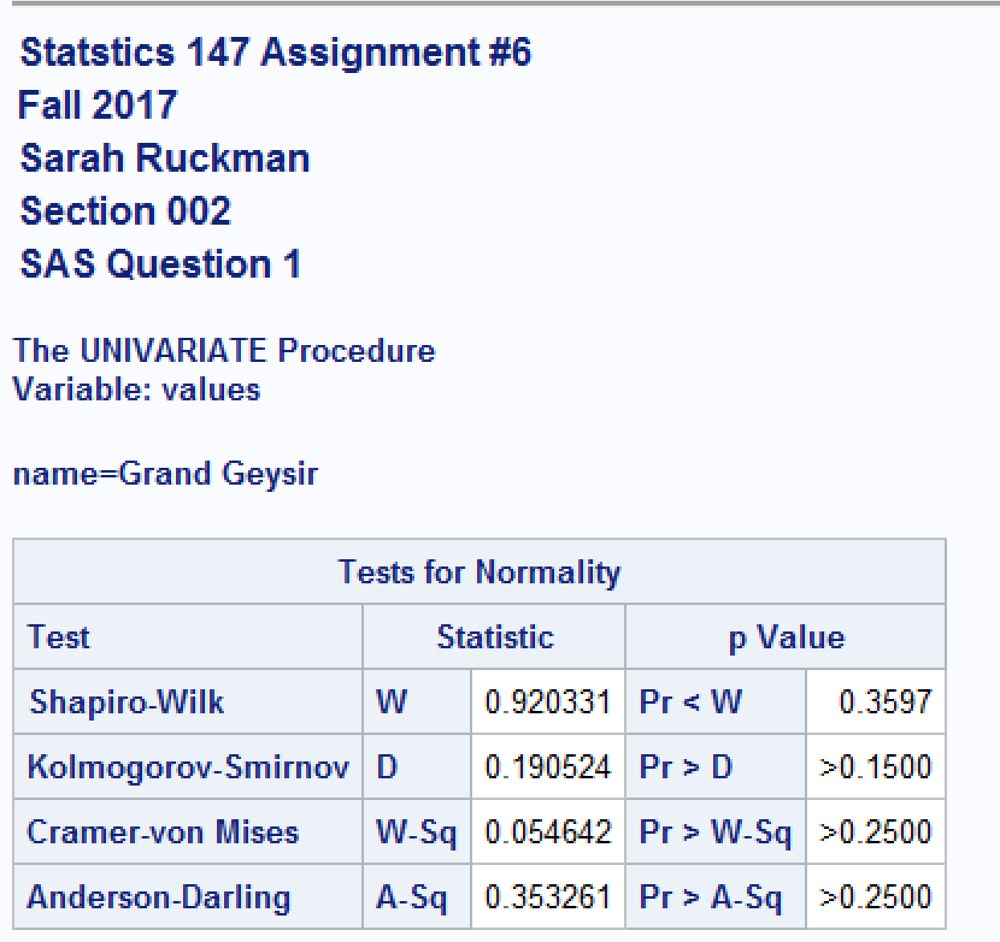 Statstics 147 Assignment #6
Fall 2017
Sarah Ruckman
Section 002
SAS Question 1
The UNIVARIATE Procedure
Variable: values
name=Grand Geysir
Tests for Normality
Test Statistic p Value
Shapiro-Wilk W 0.920331 Pr < W 0.3597
Kolmogorov-Smirnov D 0.190524 Pr > D >0.1500
Cramer-von Mises W-Sq 0.054642 Pr > W-Sq >0.2500
Anderson-Darling A-Sq 0.353261 Pr > A-Sq >0.2500